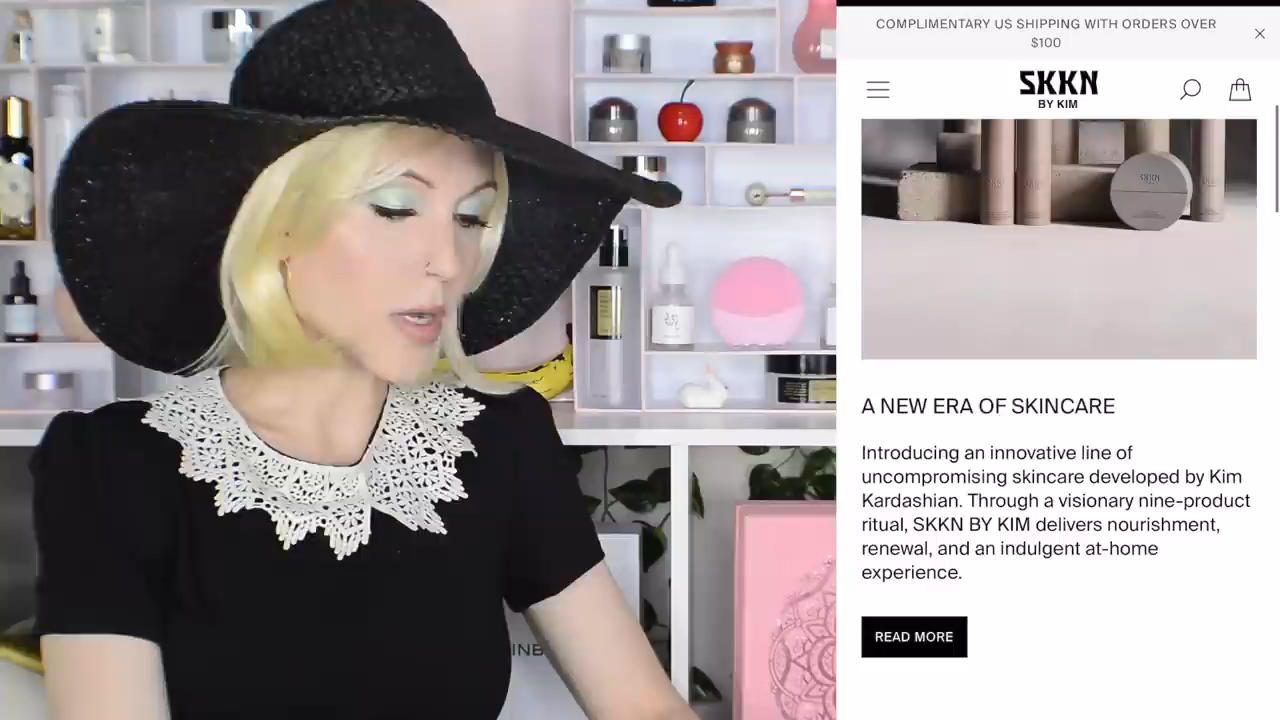 COMPLIMENTARY US SHIPPING WITH ORDERS OVER
$100
SKKN
BY KIM
SKKN
A NEW ERA OF SKINCARE
Introducing an innovative line of
uncompromising skincare developed by Kim
Kardashian. Through a visionary nine-product
ritual, SKKN BY KIM delivers nourishment,
renewal, and an indulgent at-home
experience.
READ MORE
INB